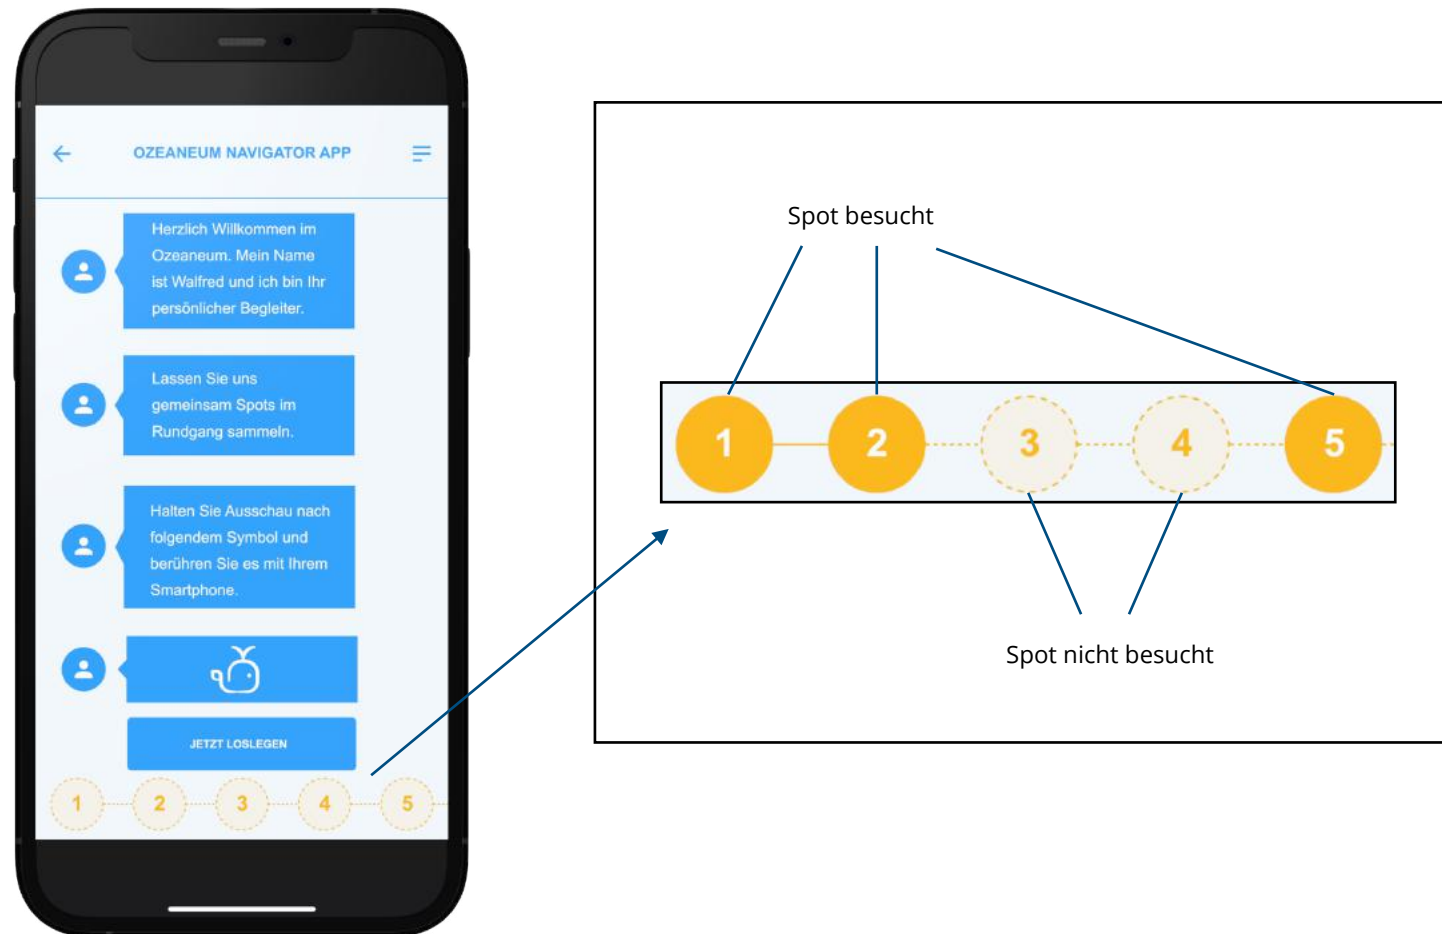 OZEANEUM NAVIGATOR APP
Herzlich Willkommen im
Ozeaneum. Mein Name
ist Walfred und ich bin Ihr
persönlicher Begleiter.
Lassen Sie uns
gemeinsam Spots im
Rundgang sammeln.
Halten Sie Ausschau nach
folgendem Symbol und
berühren Sie es mit Ihrem
Smartphone.
JETZT LOSLEGEN
1 2 3 4 5
Spot besucht
1 2 3 4 5
Spot nicht besucht